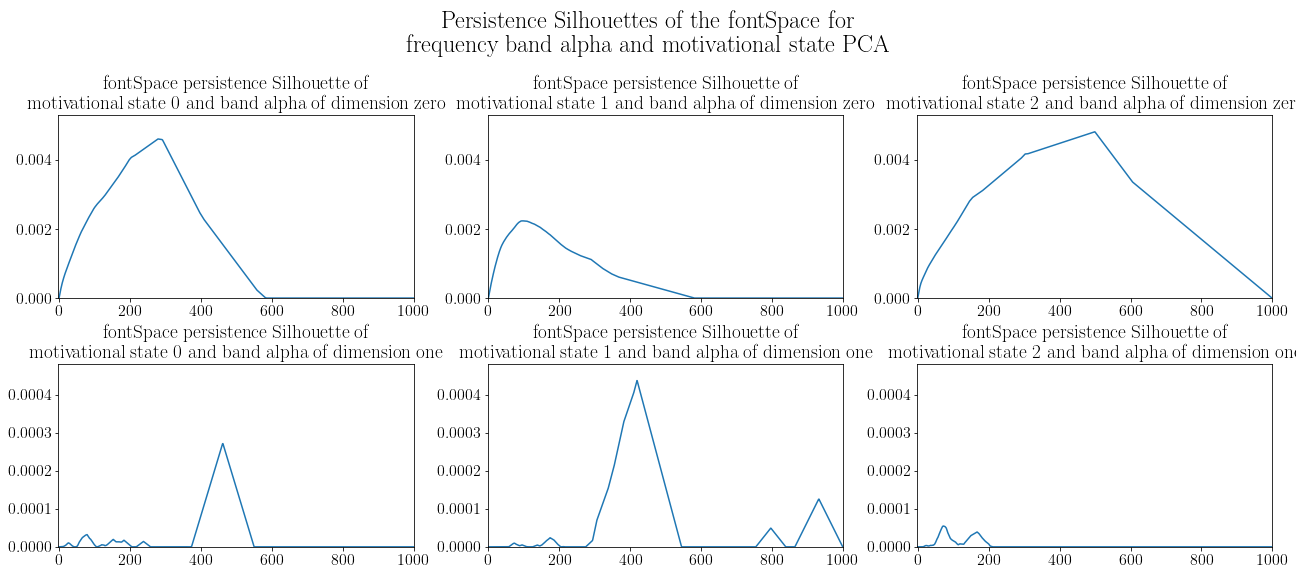 Persistence Silhouettes of the fontSpace for
frequency band alpha and motivational state PCA
fontSpace persistence Silhouette of
motivational state 0 and band alpha of dimension zero
0.004
0.002
0.000
0 200 400 600 800 1000
fontSpace persistence Silhouette of
motivational state 1 and band alpha of dimension zero
0.004
0.002
0.000
0 200 400 600 800 1000
fontSpace persistence Silhouette of
motivational state 2 and band alpha of dimension zer
0.004
0.002
0.000
0 200 400 600 800 1000
fontSpace persistence Silhouette of
motivational state 0 and band alpha of dimension one
0.0004
0.0003
0.0002
0.0001
0.0000
0 200 400 600 800 1000
fontSpace persistence Silhouette of
motivational state 1 and band alpha of dimension one
0.0004
0.0003
0.0002
0.0001
0.0000
0 200 400 600 800 1000
fontSpace persistence Silhouette of
motivational state 2 and band alpha of dimension one
0.0004
0.0003
0.0002
0.0001
0.0000
0 200 400 600 800 1000